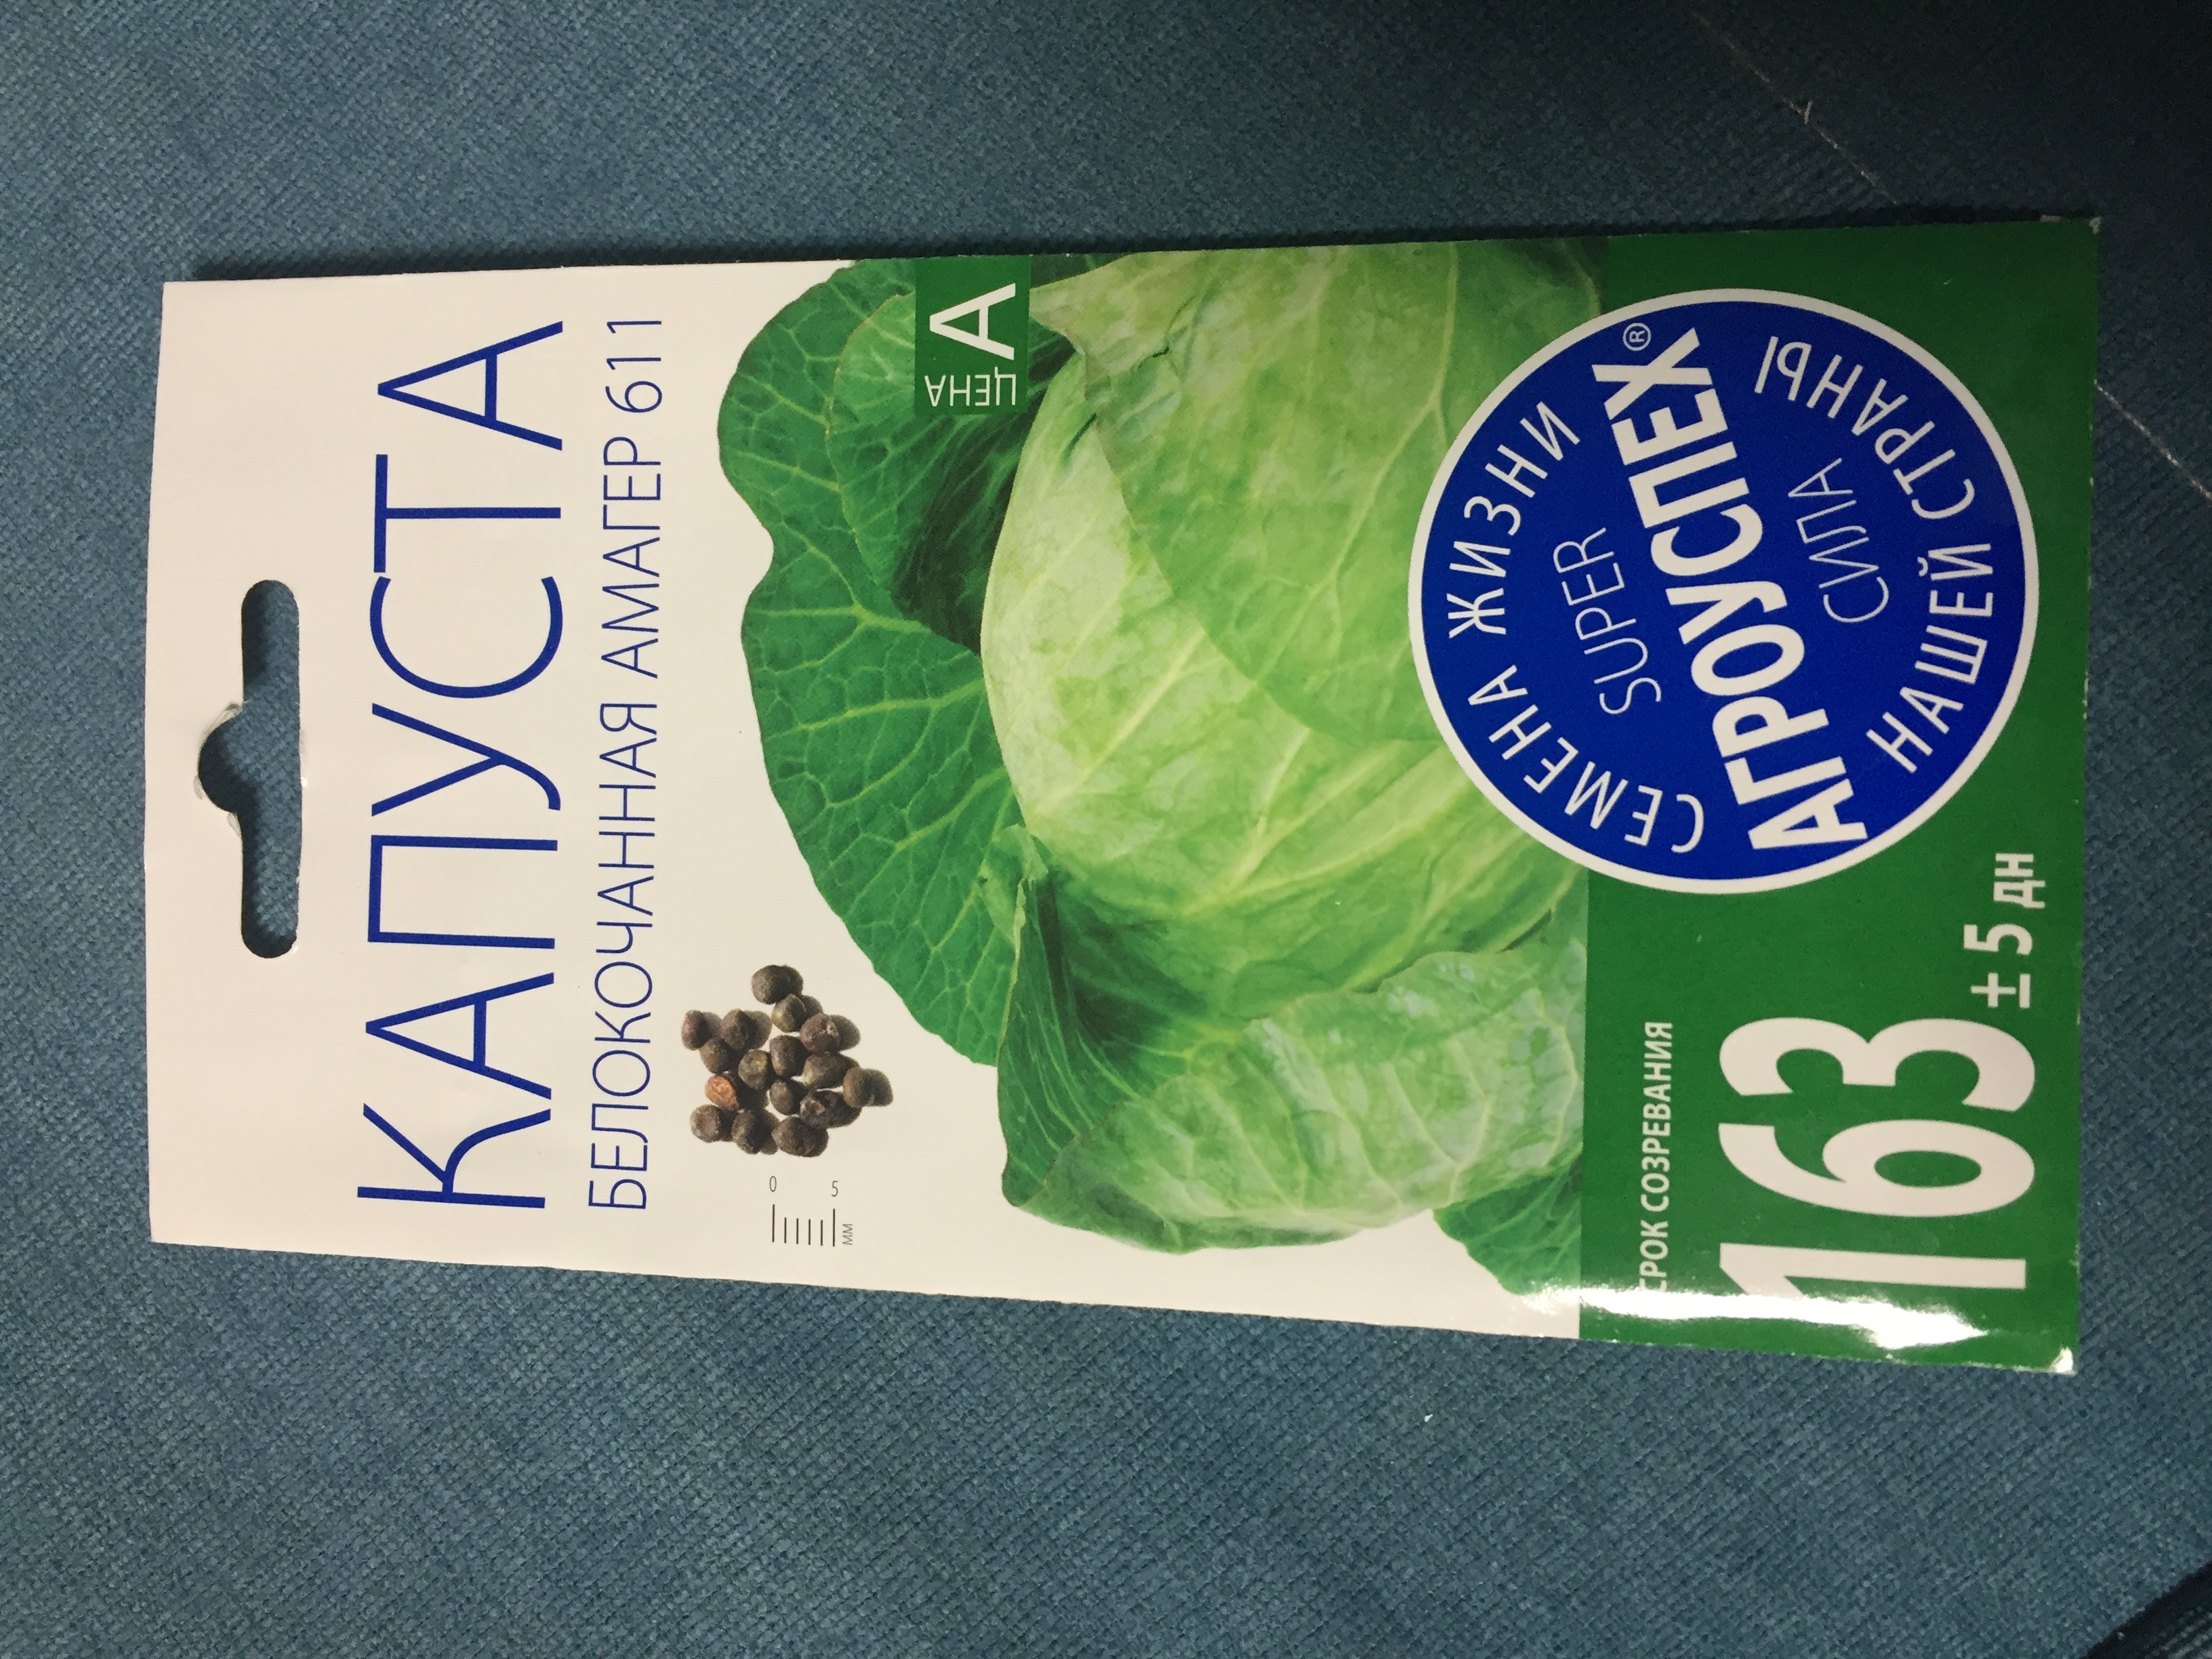 КАПУСТА
БЕЛОКОЧАННАЯ АМАГЕР 611
0
5
мм
ЦЕНА
А
СЕМЕНА ЖИЗНИ
SUPER
АГРОУСПЕХ®
СИЛА
НАШЕЙ СТРАНЫ
СРОК СОЗРЕВАНИЯ
163 ± 5 дн